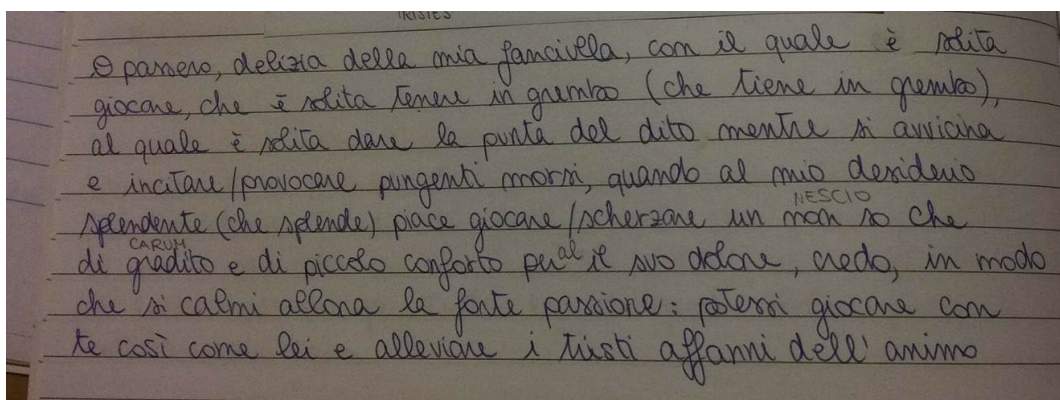 TRISTES
O passero, delizia della mia fanciulla, con il quale è solita
giocare, che è solita tenere in grembo (che tiene in grembo),
al quale è solita dare la punta del dito mentre si avvicina
e incitare/provocare pungenti morsi, quando al mio desiderio
NESCIO
splendente (che splende) piace giocare/scherzare un non so che
CARUM
di gradito e di piccolo conforto per al il suo dolore, credo, in modo
che si calmi allora la forte passione: potessi giocare con
te così come lei e alleviare i tristi affanni dell'animo